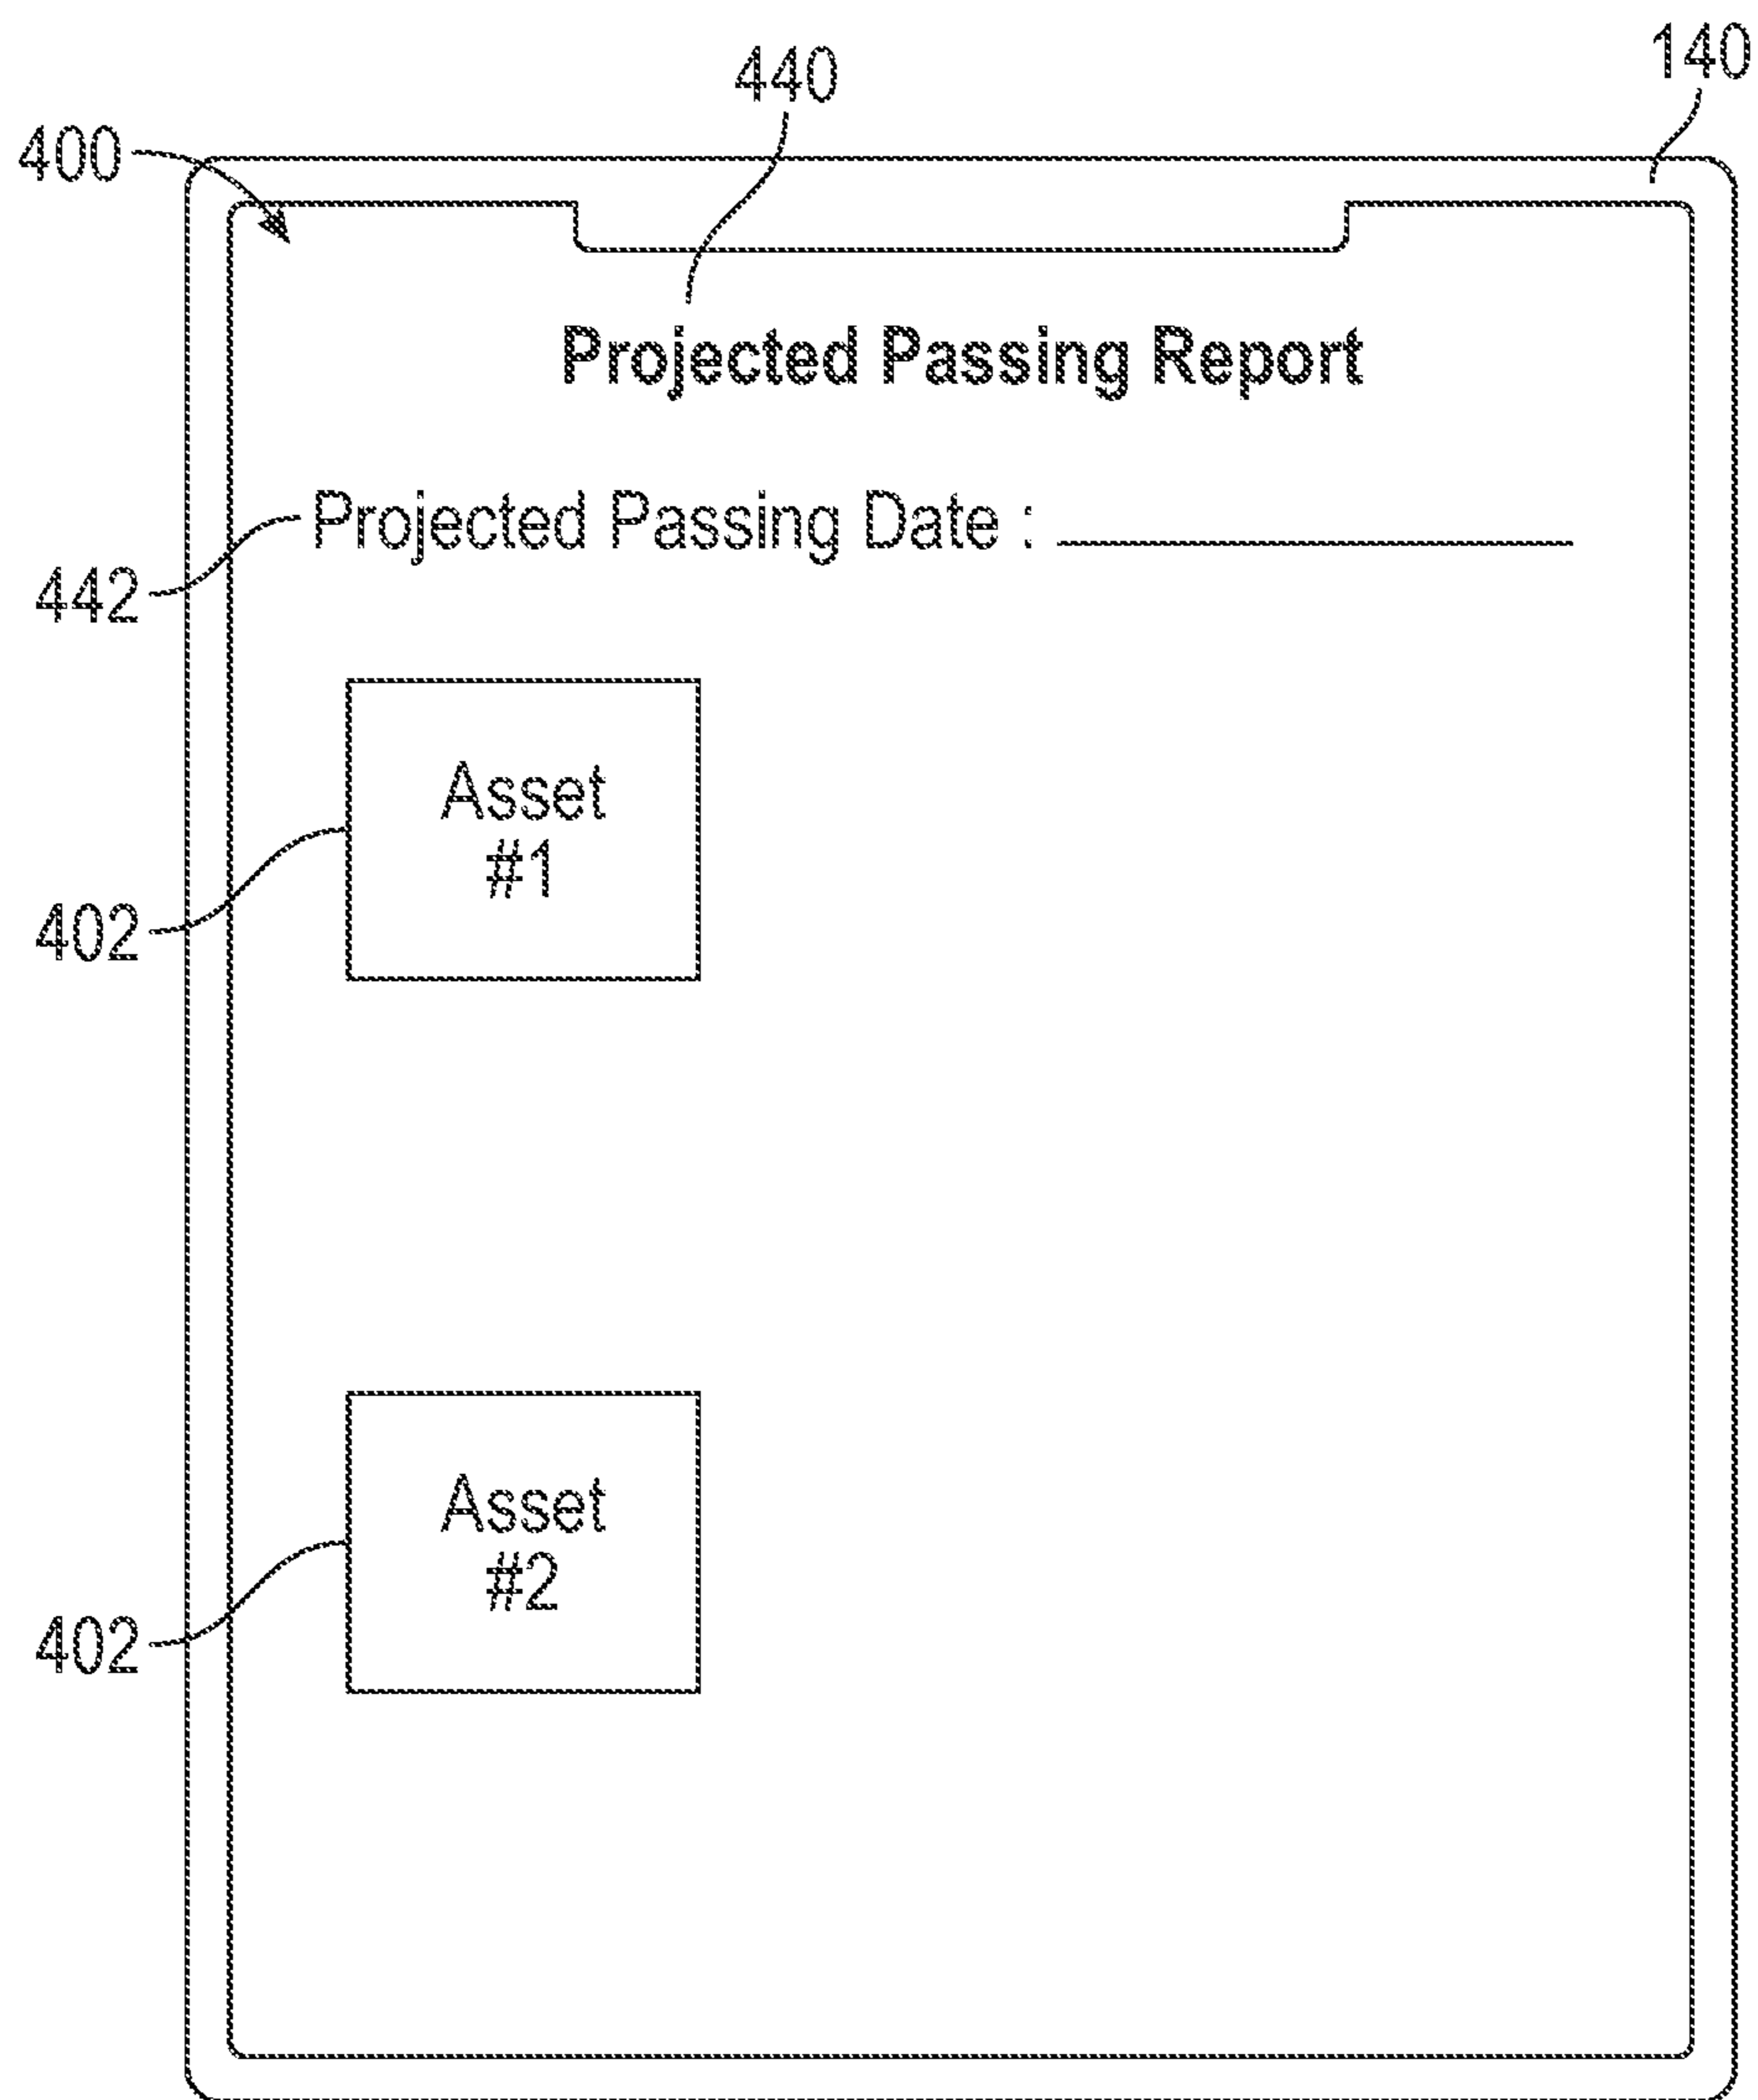 140
440
400
Projected Passing Report
Projected Passing Date : 
442
Asset
#1
402
Asset
#2
402